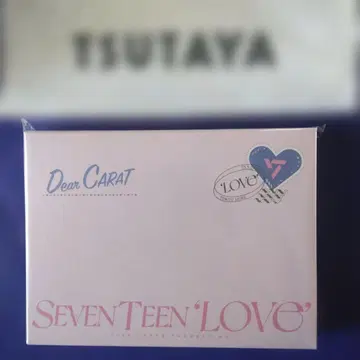 TSUTAYA
Dear CARAT
'LOVE'
SEVENTEEN 'LOVE'